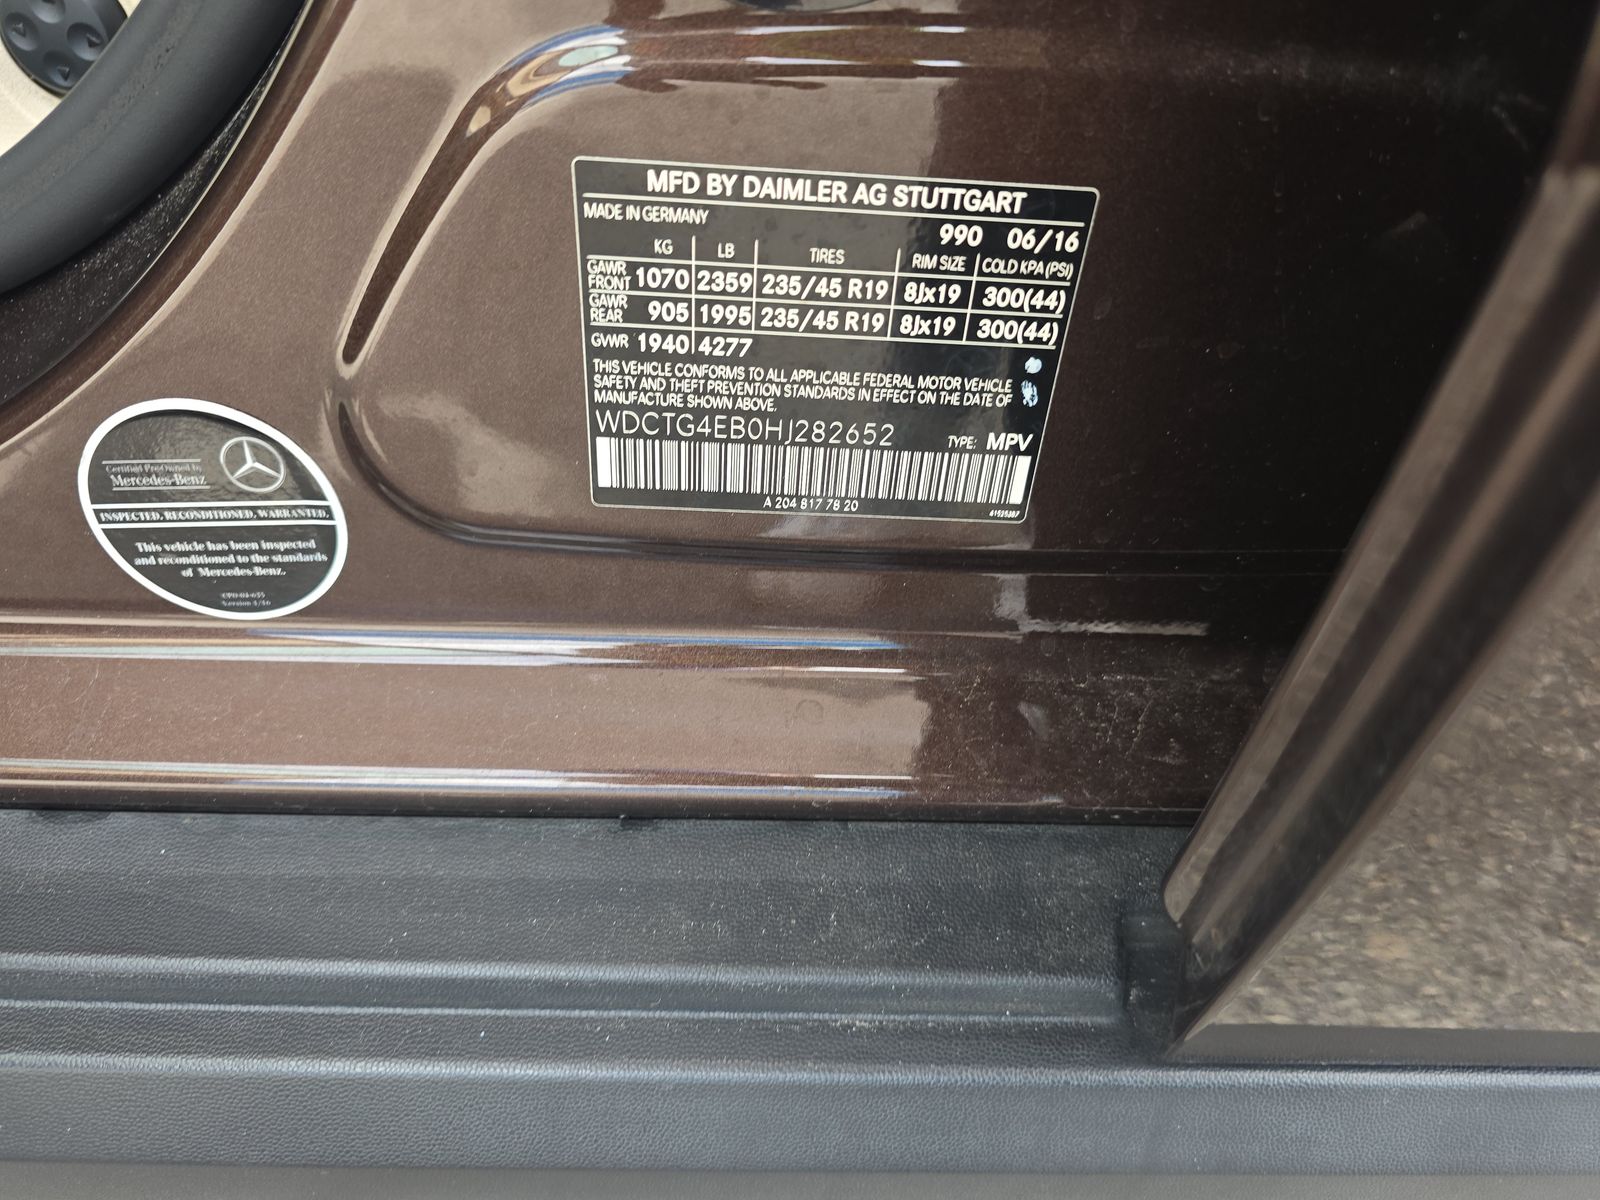 MFD BY DAIMLER AG STUTTGART
MADE IN GERMANY
990 06/16
KG LB TIRES RIM SIZE COLD KPA (PSI)
GAWR FRONT 1070 2359 235/45 R19 8Jx19 300(44)
GAWR REAR 905 1995 235/45 R19 8Jx19 300(44)
GVWR 1940 4277
THIS VEHICLE CONFORMS TO ALL APPLICABLE FEDERAL MOTOR VEHICLE
SAFETY AND THEFT PREVENTION STANDARDS IN EFFECT ON THE DATE OF
MANUFACTURE SHOWN ABOVE.
WDCTG4EB0HJ282652 TYPE: MPV
A 204 817 78 20
Certified Pre-Owned by
Mercedes-Benz
INSPECTED. RECONDITIONED. WARRANTED.
This vehicle has been inspected
and reconditioned to the standards
of Mercedes-Benz.